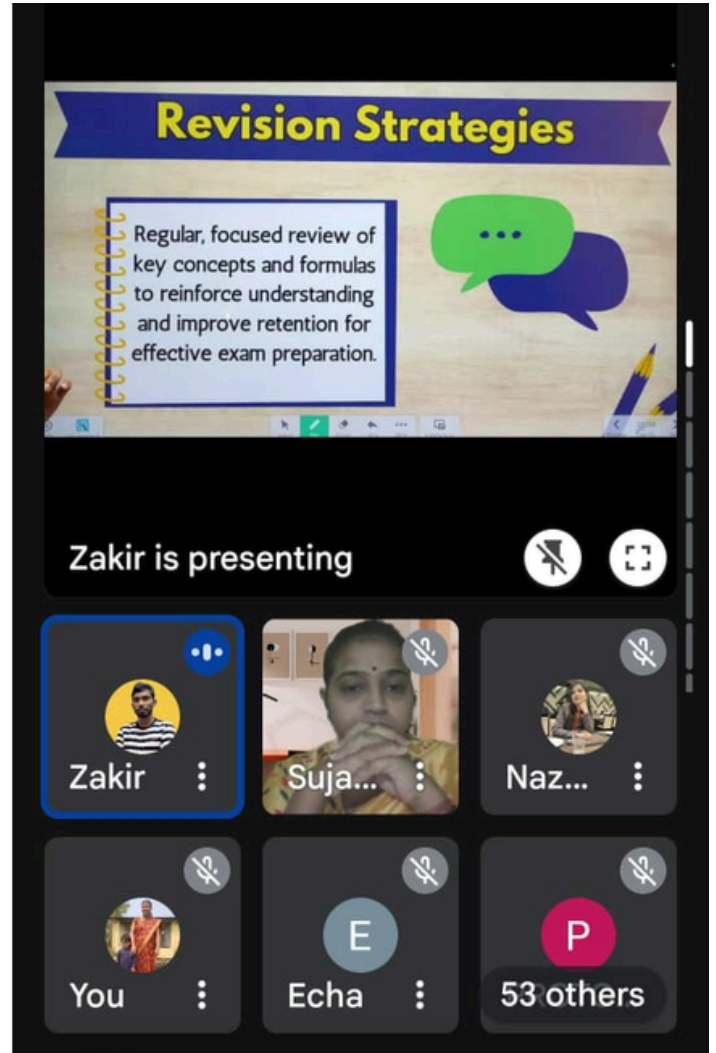 Revision Strategies
Regular, focused review of
key concepts and formulas
to reinforce understanding
and improve retention for
effective exam preparation.
Zakir is presenting
Zakir
Suja...
Naz...
You
E
Echa
P
53 others